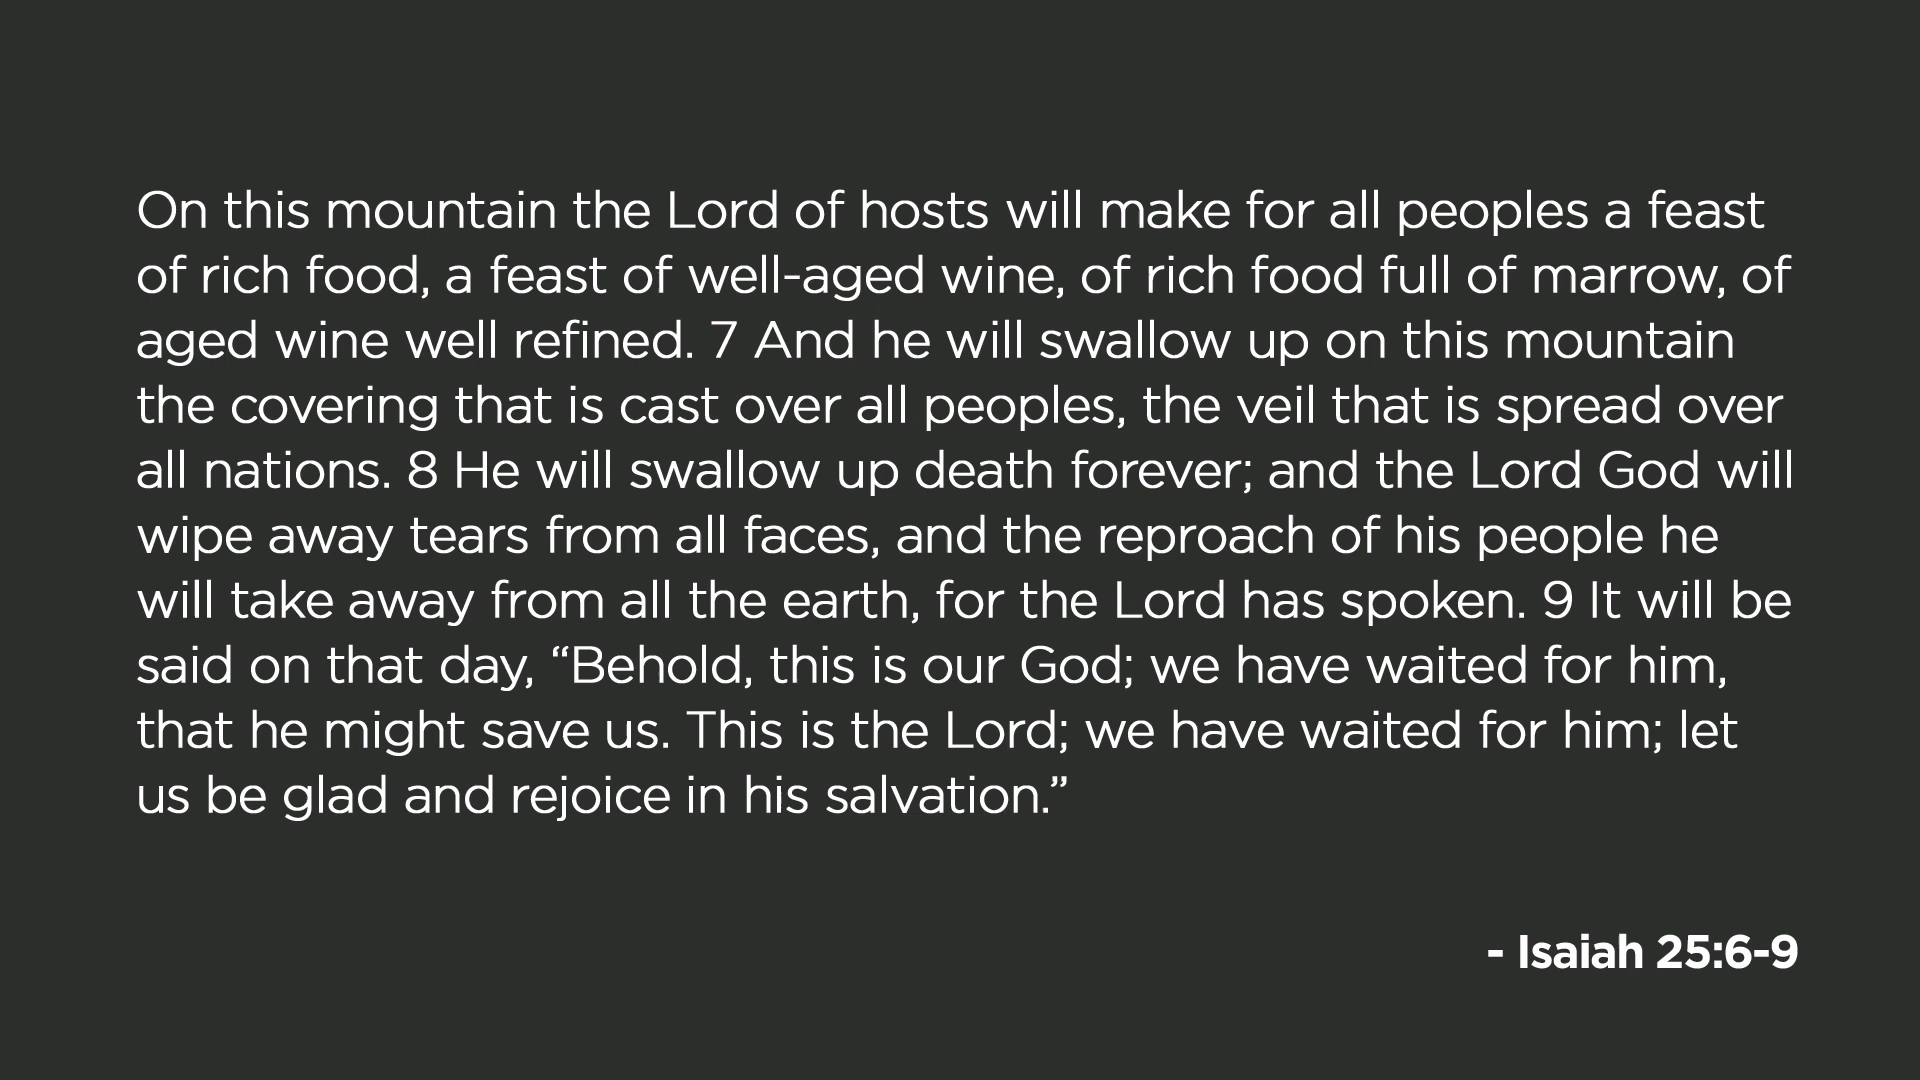 On this mountain the Lord of hosts will make for all peoples a feast
of rich food, a feast of well-aged wine, of rich food full of marrow, of
aged wine well refined. 7 And he will swallow up on this mountain
the covering that is cast over all peoples, the veil that is spread over
all nations. 8 He will swallow up death forever; and the Lord God will
wipe away tears from all faces, and the reproach of his people he
will take away from all the earth, for the Lord has spoken. 9 It will be
said on that day, “Behold, this is our God; we have waited for him,
that he might save us. This is the Lord; we have waited for him; let
us be glad and rejoice in his salvation.”
- Isaiah 25:6-9